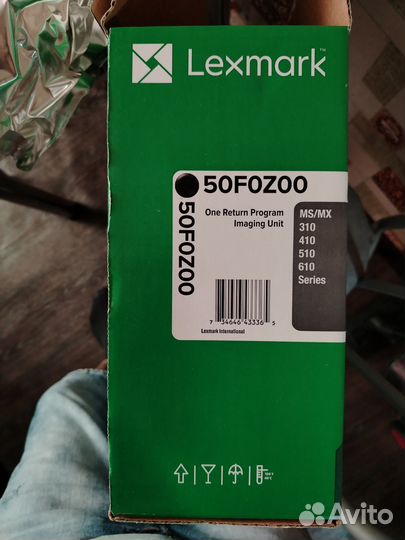 Lexmark™
50F0Z00
50F0Z00
One Return Program
Imaging Unit
MS/MX
310
410
510
610
Series
7 34646 43336 5
Lexmark International
Avito